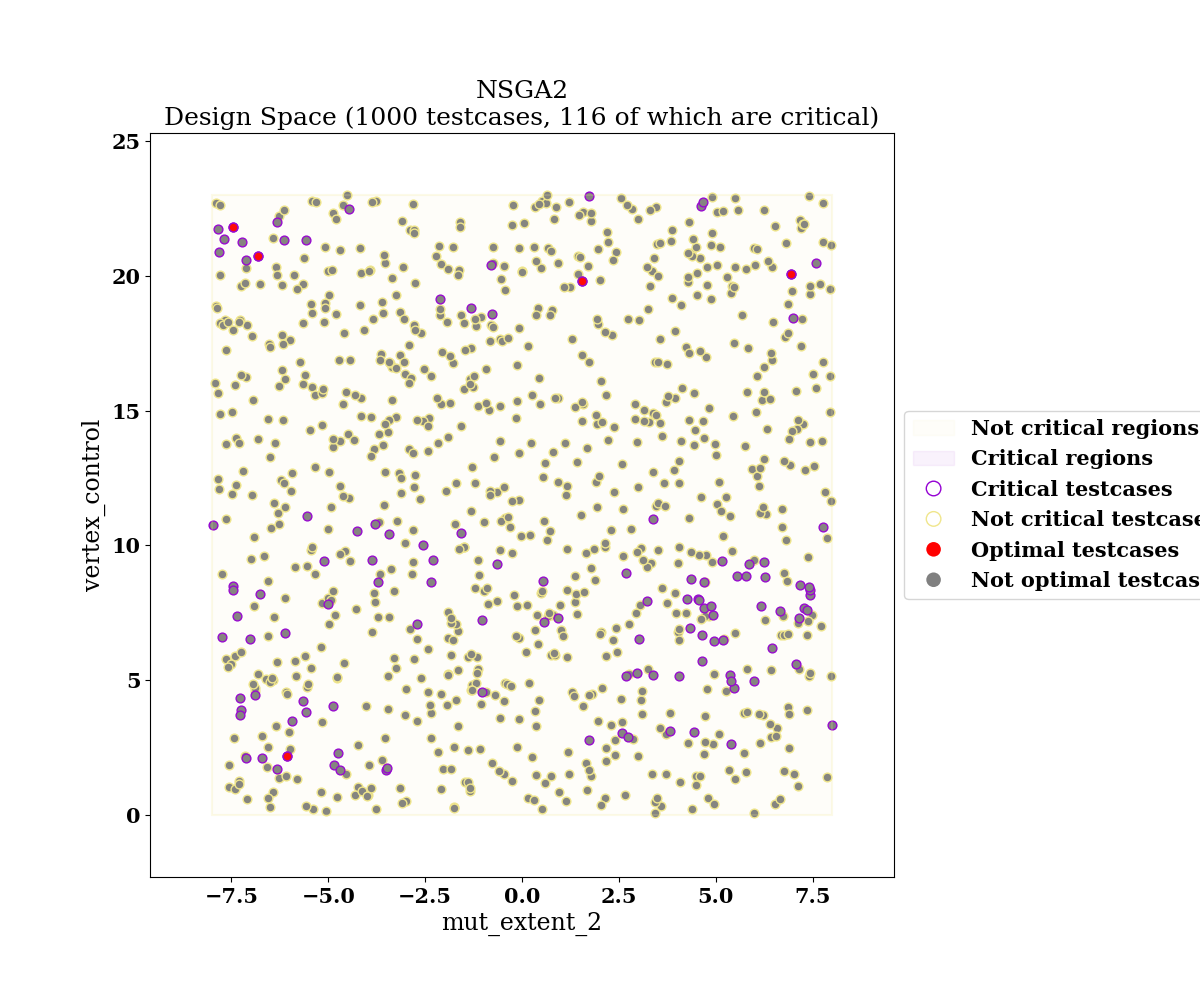 NSGA2
Design Space (1000 testcases, 116 of which are critical)
25
20
15
10
5
0
vertex_control
−7.5 −5.0 −2.5 0.0 2.5 5.0 7.5
mut_extent_2
Not critical regions
Critical regions
Critical testcases
Not critical testcase
Optimal testcases
Not optimal testcas